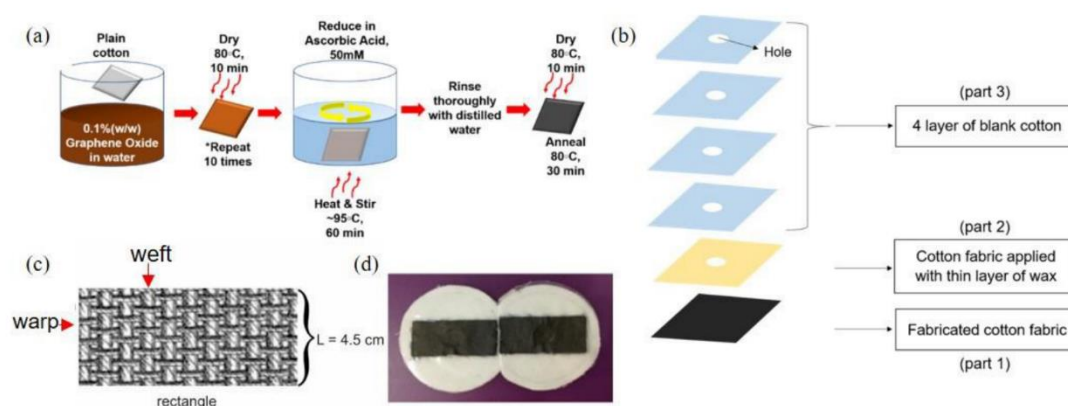 (a)
Plain
cotton
0.1%(w/w)
Graphene Oxide
in water
Dry
80◦C,
10 min
*Repeat
10 times
Reduce in
Ascorbic Acid,
50mM
Heat & Stir
~95◦C,
60 min
Rinse
thoroughly
with distilled
water
Dry
80◦C,
10 min
Anneal
80◦C,
30 min
(b)
Hole
(part 3)
4 layer of blank cotton
(part 2)
Cotton fabric applied
with thin layer of wax
Fabricated cotton fabric
(part 1)
(c)
weft
warp
L = 4.5 cm
rectangle
(d)